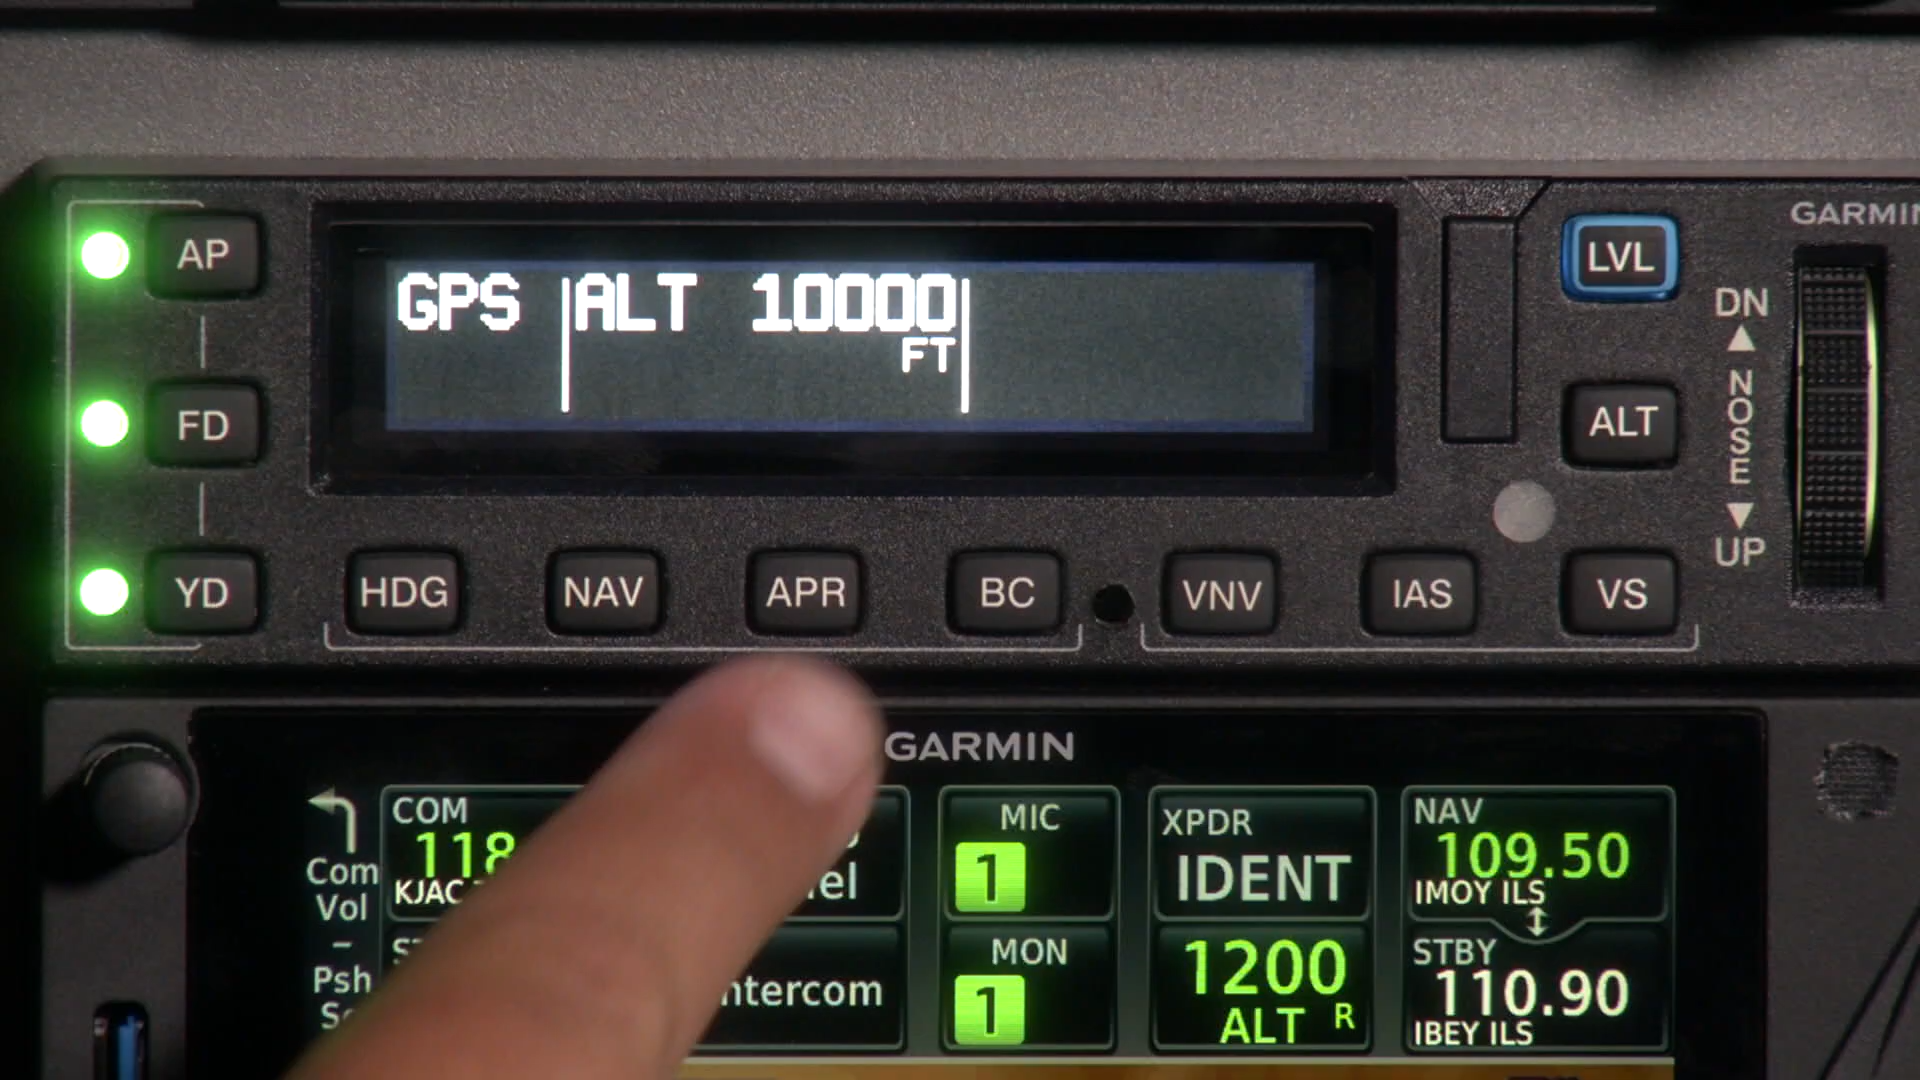 GARMIN
AP
GPS ALT 10000
FT
LVL
DN
NOSE
UP
FD
ALT
YD
HDG
NAV
APR
BC
VNV
IAS
VS
GARMIN
Com
Vol
–
Psh
COM
118
KJAC
MIC
1
XPDR
IDENT
NAV
109.50
IMOY ILS
MON
1
1200
ALT R
STBY
110.90
IBEY ILS